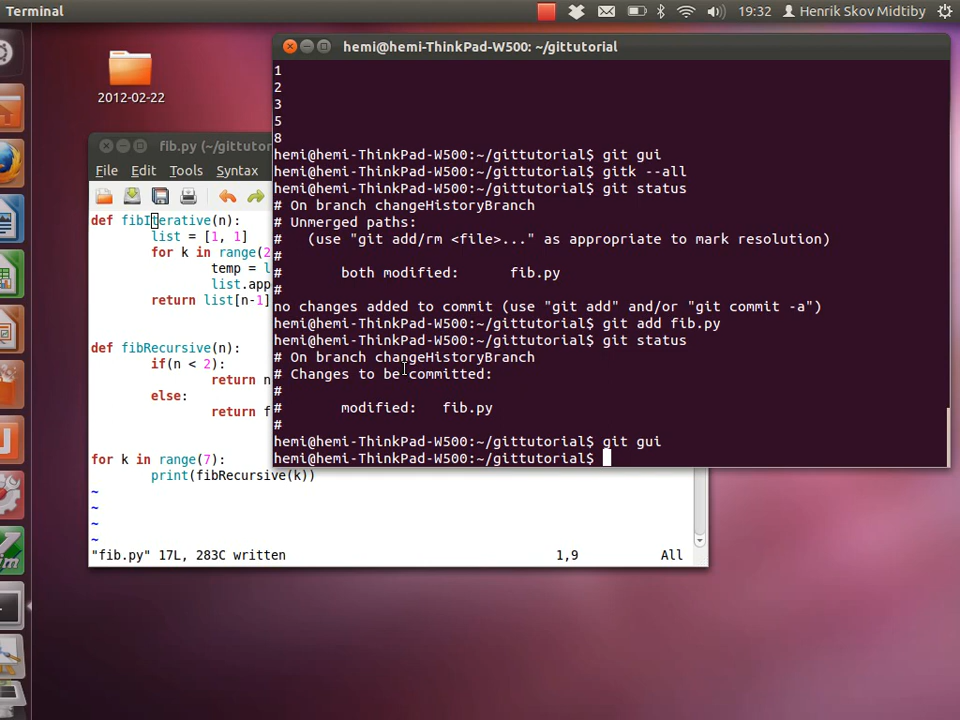 Terminal
19:32
Henrik Skov Midtiby
2012-02-22
hemi@hemi-ThinkPad-W500: ~/gittutorial
1
2
3
5
8
hemi@hemi-ThinkPad-W500:~/gittutorial$ git gui
hemi@hemi-ThinkPad-W500:~/gittutorial$ gitk --all
hemi@hemi-ThinkPad-W500:~/gittutorial$ git status
# On branch changeHistoryBranch
# Unmerged paths:
#   (use "git add/rm <file>..." as appropriate to mark resolution)
#
#       both modified:      fib.py
#
no changes added to commit (use "git add" and/or "git commit -a")
hemi@hemi-ThinkPad-W500:~/gittutorial$ git add fib.py
hemi@hemi-ThinkPad-W500:~/gittutorial$ git status
# On branch changeHistoryBranch
# Changes to be committed:
#
#       modified:   fib.py
#
hemi@hemi-ThinkPad-W500:~/gittutorial$ git gui
hemi@hemi-ThinkPad-W500:~/gittutorial$
fib.py (~/gittutor
File Edit Tools Syntax
def fibIterative(n):
list = [1, 1]
for k in range(2
temp = l
list.app
return list[n-1]
def fibRecursive(n):
if(n < 2):
return n
else:
return f
for k in range(7):
print(fibRecursive(k))
~
~
~
~
"fib.py" 17L, 283C written
1,9
All